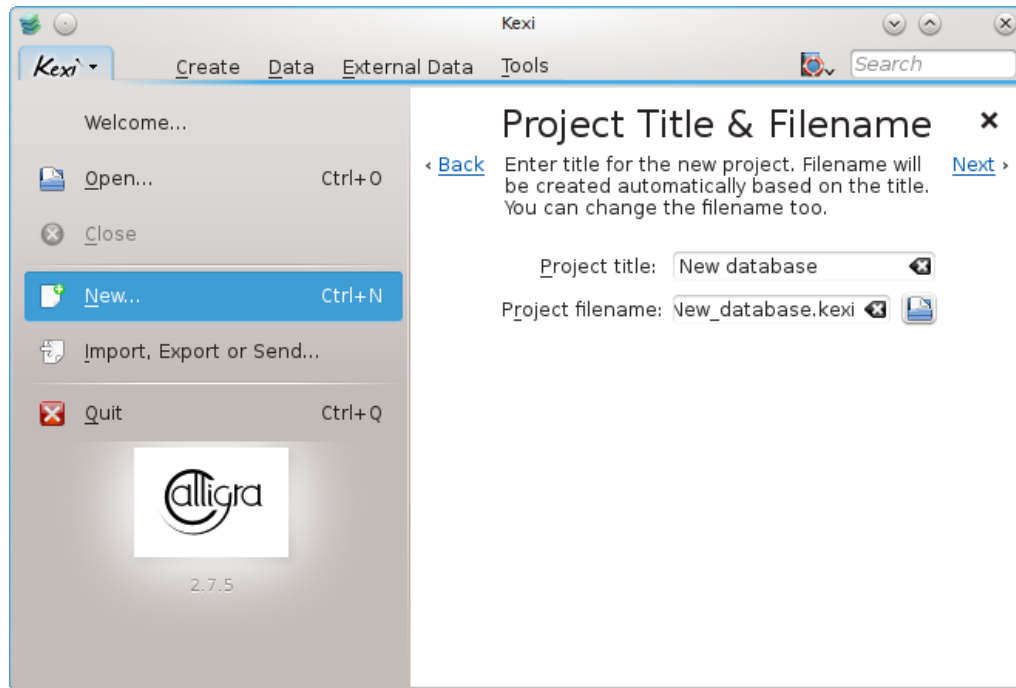 Kexi
Kexi Create Data External Data Tools Search
Welcome...
Open... Ctrl+O
Close
New... Ctrl+N
Import, Export or Send...
Quit Ctrl+Q
Calligra
2.7.5
Project Title & Filename
‹ Back
Enter title for the new project. Filename will
be created automatically based on the title.
You can change the filename too.
Next ›
Project title: New database
Project filename: New_database.kexi